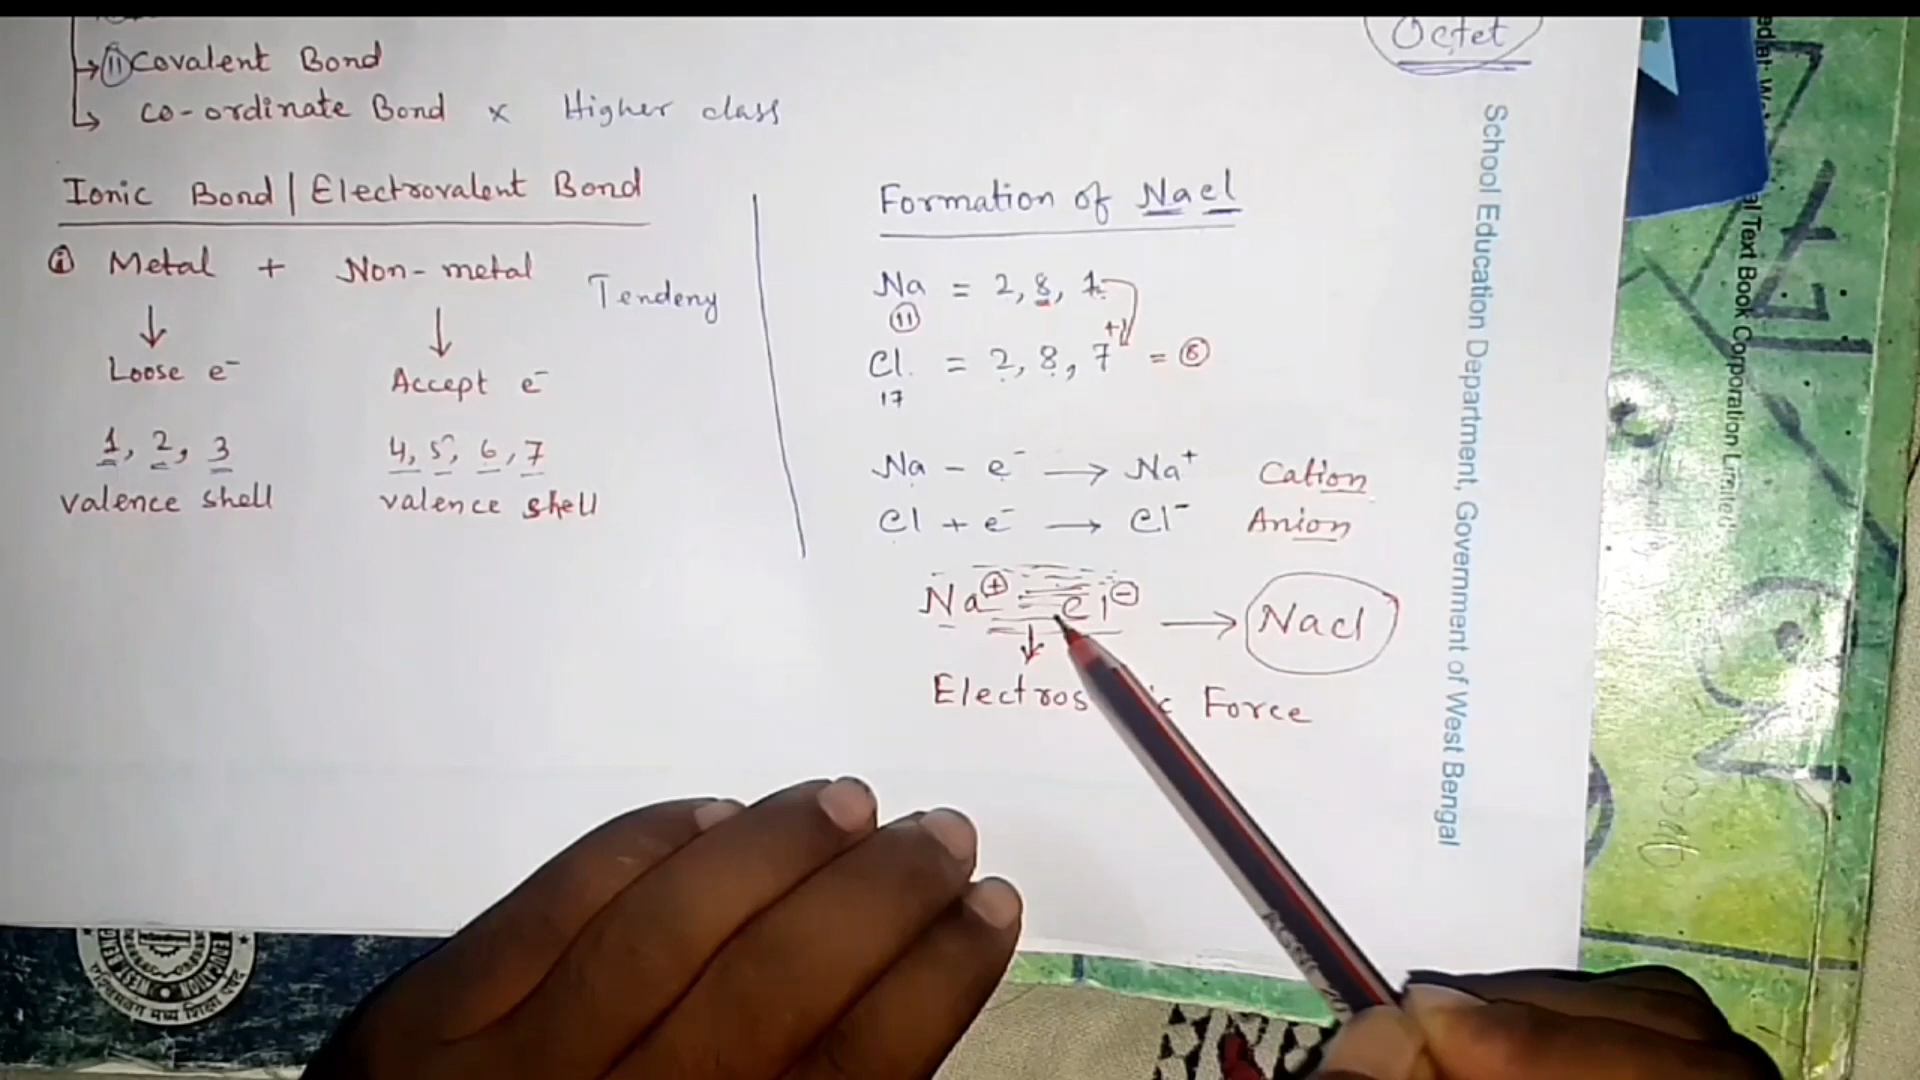 Octet
(ii) Covalent Bond
Co-ordinate Bond × Higher class
Ionic Bond | Electrovalent Bond
(i) Metal + Non-metal
Tendeny
↓ ↓
Loose e⁻ Accept e⁻
1, 2, 3 4, 5, 6, 7
valence shell valence shell
Formation of Nacl
Na = 2, 8, 1
(11)
+1
Cl = 2, 8, 7 = (8)
17
Na - e⁻ → Na⁺ Cation
Cl + e⁻ → Cl⁻ Anion
Na⊕ Cl⊖ → Nacl
↓
Force
School Education Department, Government of West Bengal
Text Book Corporation Limited